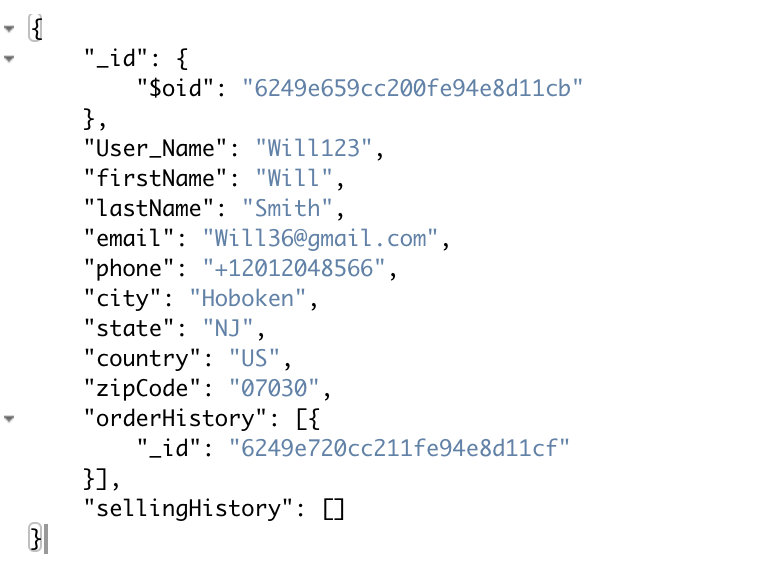 {
"_id": {
"$oid": "6249e659cc200fe94e8d11cb"
},
"User_Name": "Will123",
"firstName": "Will",
"lastName": "Smith",
"email": "Will36@gmail.com",
"phone": "+12012048566",
"city": "Hoboken",
"state": "NJ",
"country": "US",
"zipCode": "07030",
"orderHistory": [{
"_id": "6249e720cc211fe94e8d11cf"
}],
"sellingHistory": []
}